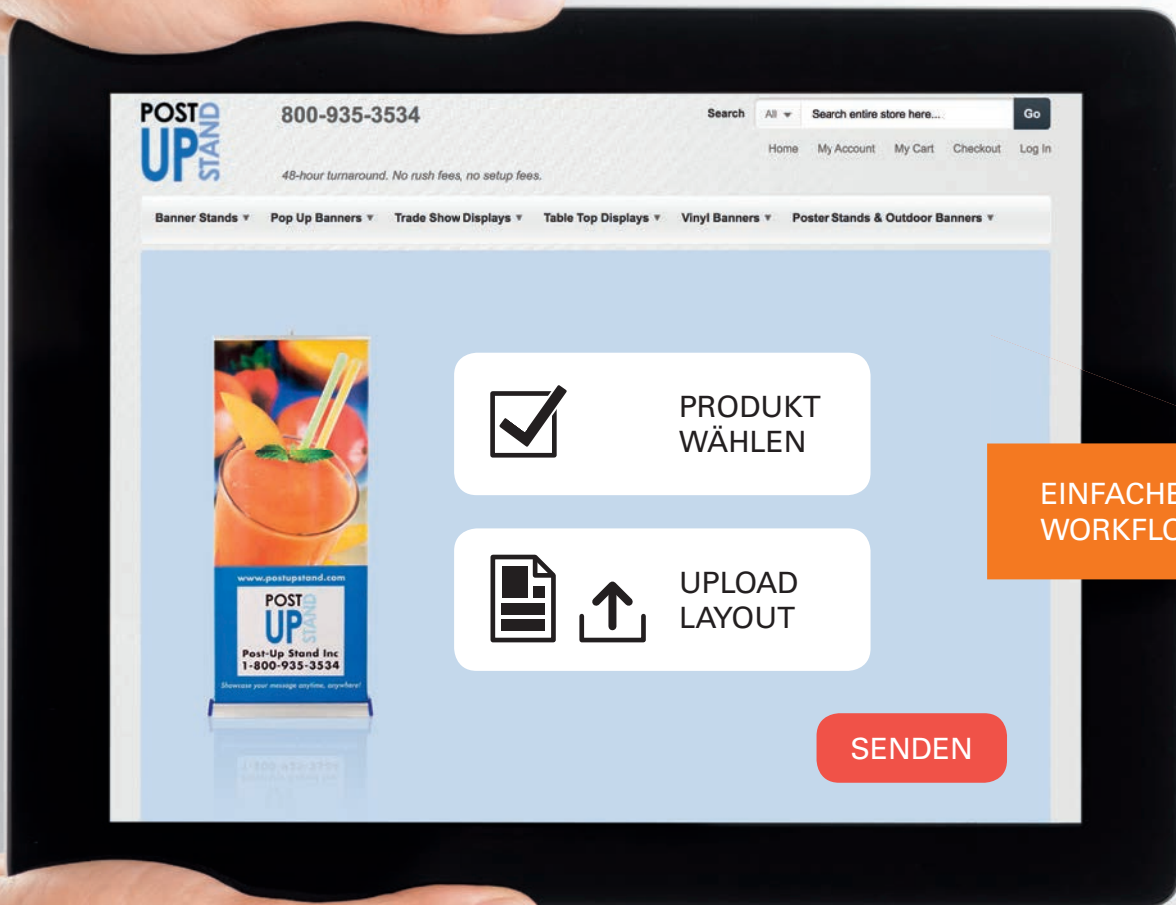 POST
UP
STAND
800-935-3534
48-hour turnaround. No rush fees, no setup fees.
Search All Search entire store here... Go
Home My Account My Cart Checkout Log In
Banner Stands Pop Up Banners Trade Show Displays Table Top Displays Vinyl Banners Poster Stands & Outdoor Banners
www.postupstand.com
POST
UP
STAND
Post-Up Stand Inc
1-800-935-3534
Showcase your message anytime, anywhere!
PRODUKT
WÄHLEN
UPLOAD
LAYOUT
SENDEN
EINFACHE
WORKFLO